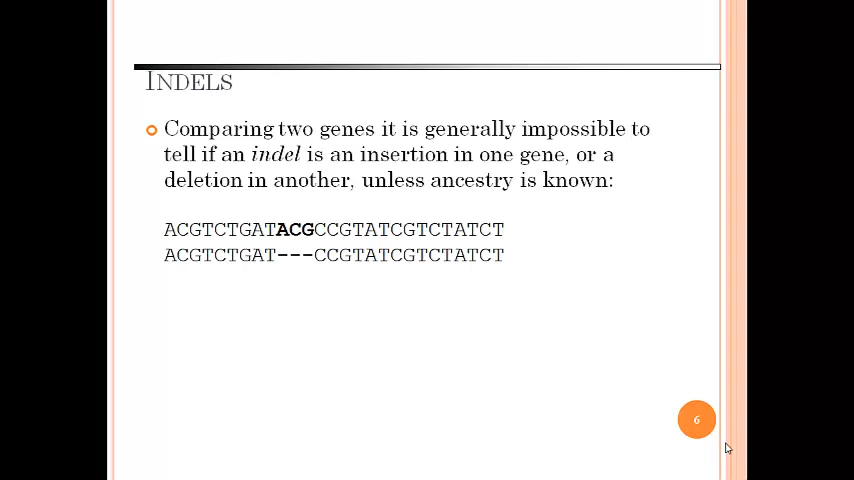 INDELS
Comparing two genes it is generally impossible to
tell if an indel is an insertion in one gene, or a
deletion in another, unless ancestry is known:
ACGTCTGATACGCCGTATCGTCTATCT
ACGTCTGAT---CCGTATCGTCTATCT
6